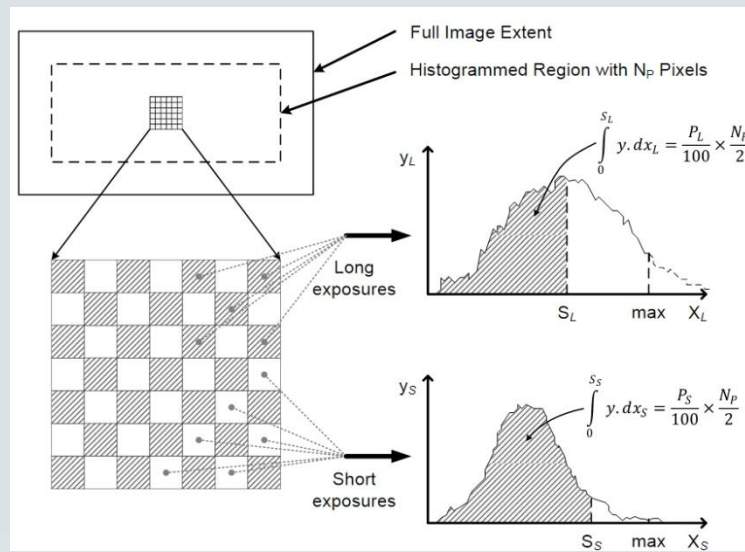 Full Image Extent
Histogrammed Region with N_P Pixels
y_L
∫_0^{S_L} y.dx_L = P_L/100 × N_P/2
Long
exposures
S_L max X_L
y_S
∫_0^{S_S} y.dx_S = P_S/100 × N_P/2
Short
exposures
S_S max X_S